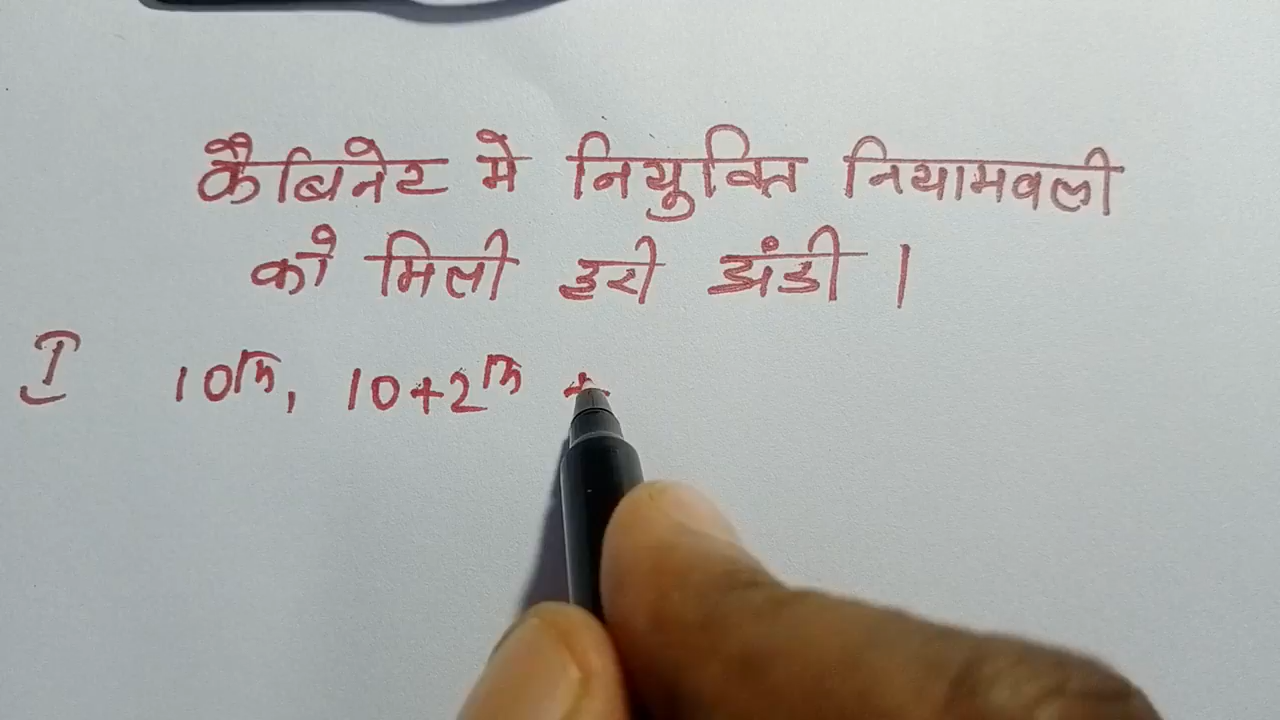 कैबिनेट मे नियुक्ति नियामवली
को मिली हरी झंडी ।
I 10th, 10+2th +